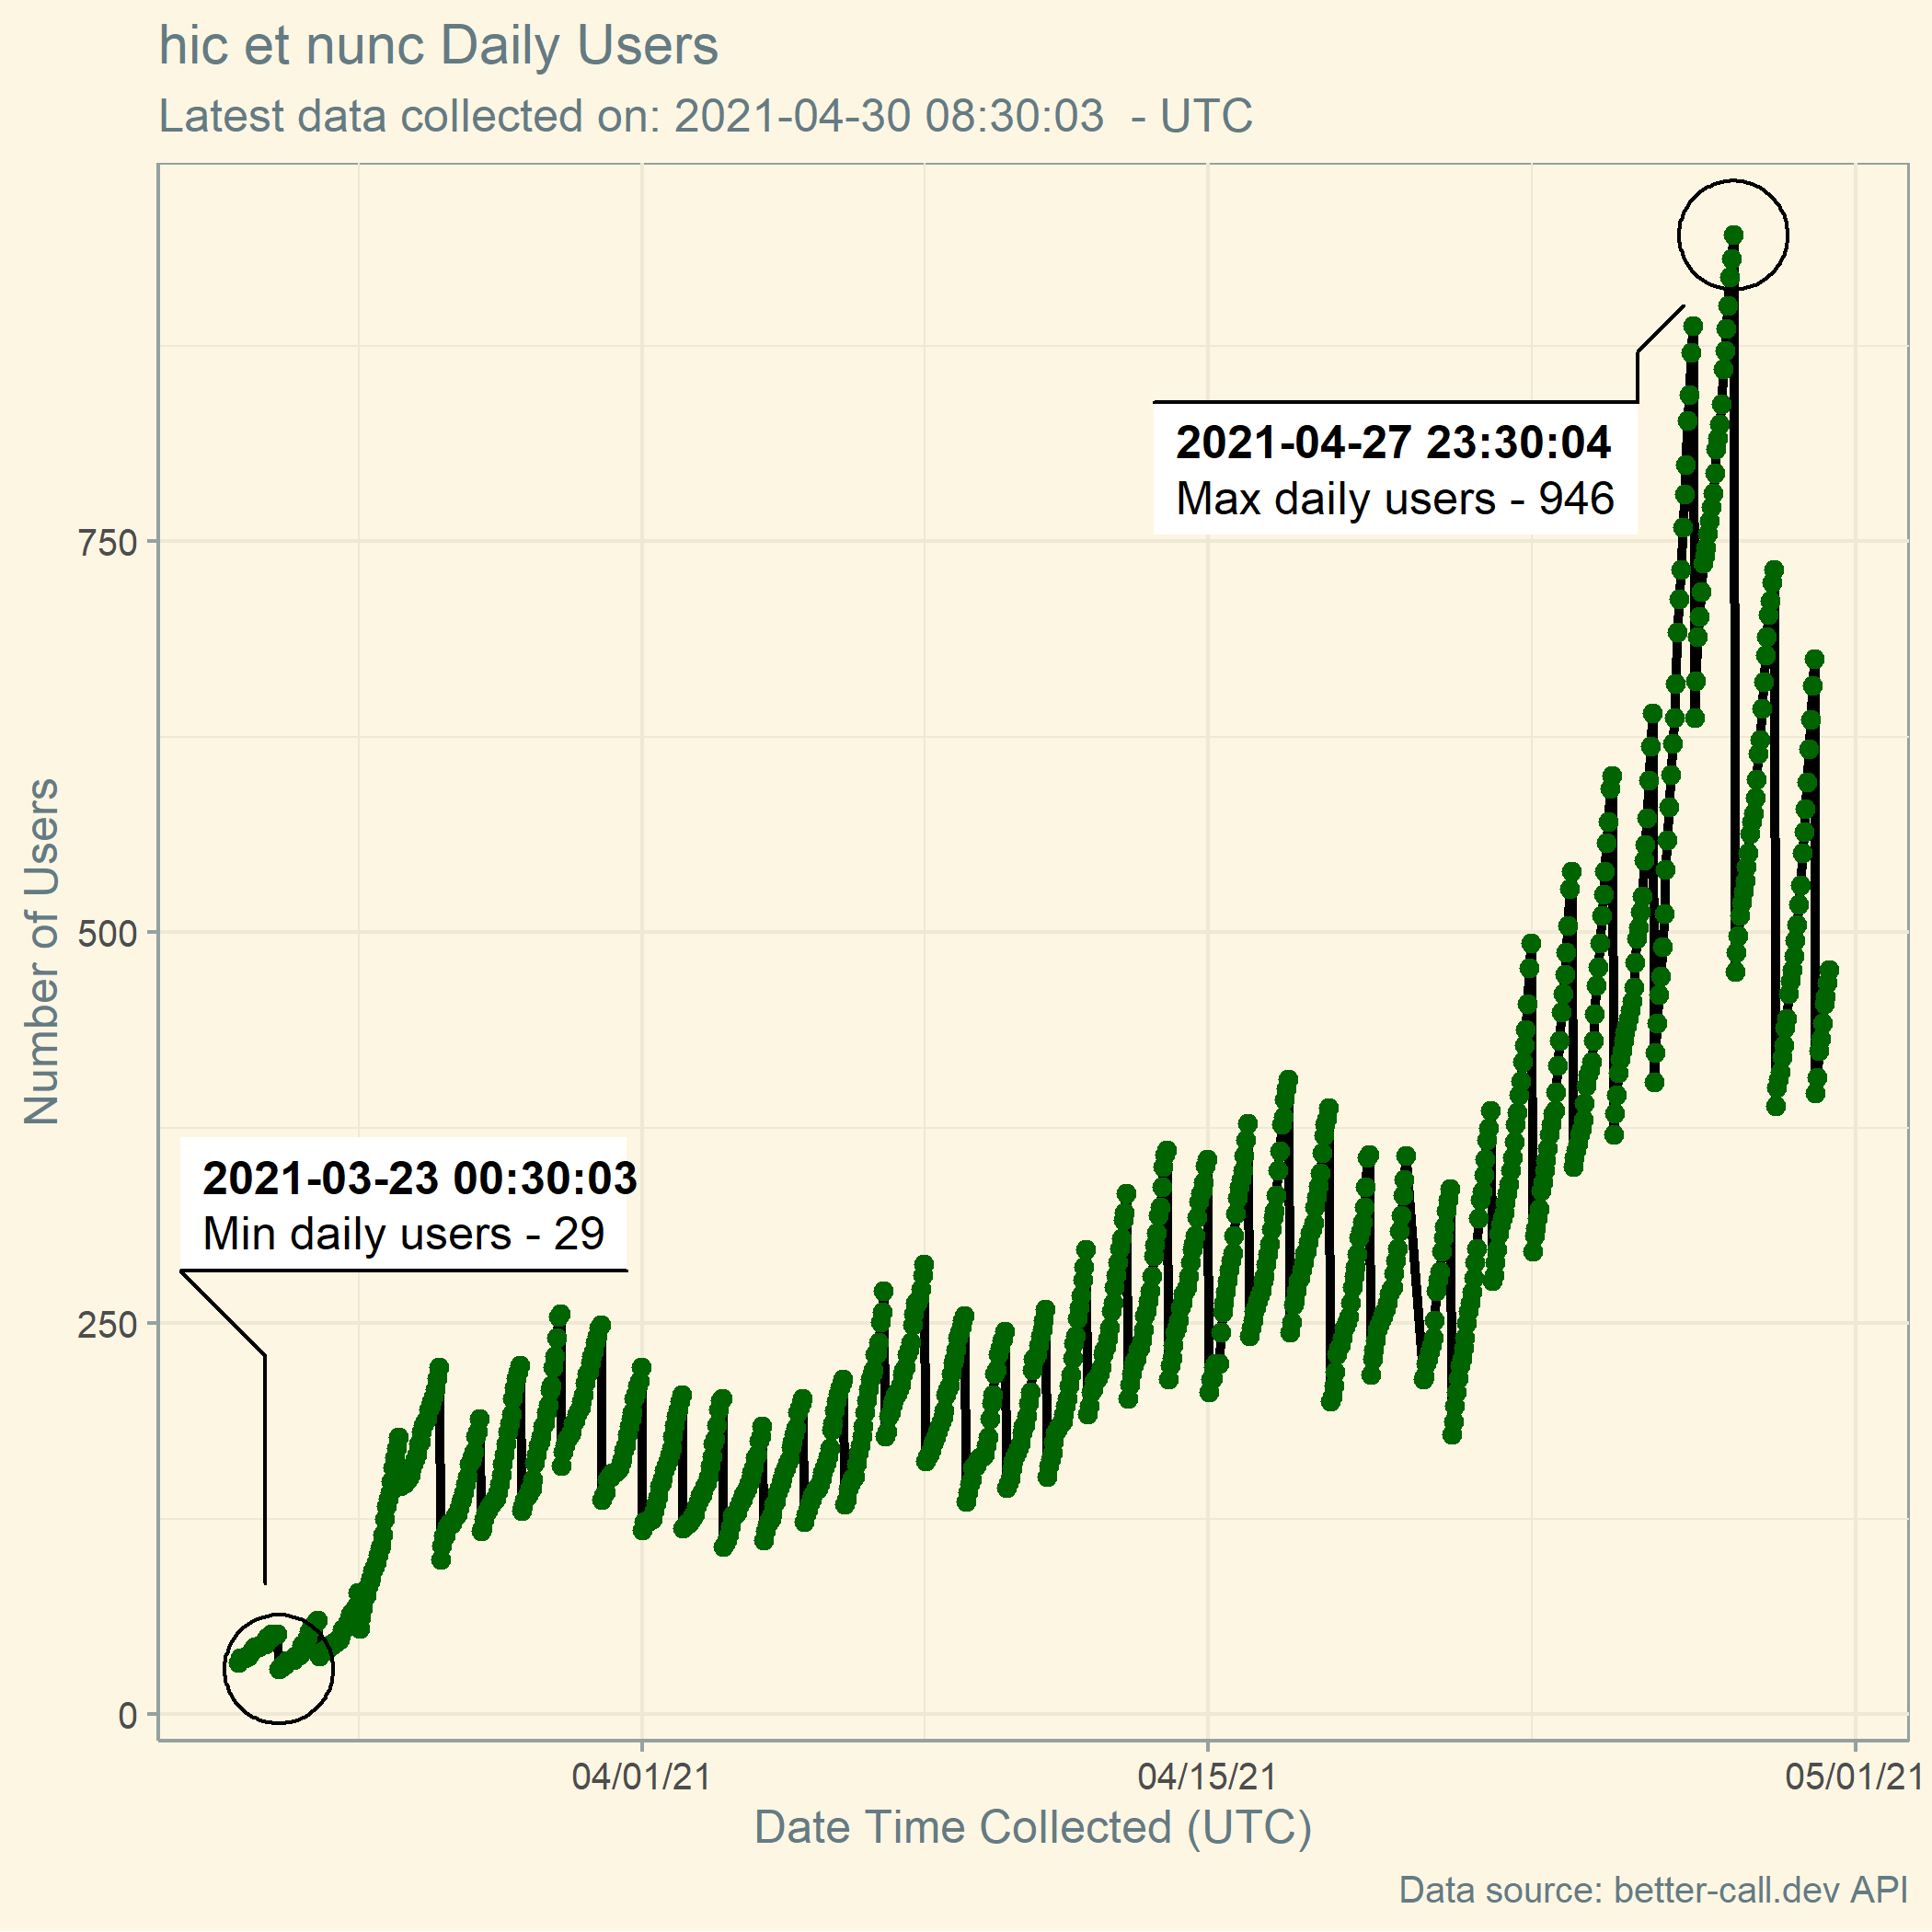 hic et nunc Daily Users
Latest data collected on: 2021-04-30 08:30:03  - UTC
2021-04-27 23:30:04
Max daily users - 946
750
500
Number of Users
2021-03-23 00:30:03
Min daily users - 29
250
0
04/01/21
04/15/21
05/01/21
Date Time Collected (UTC)
Data source: better-call.dev API